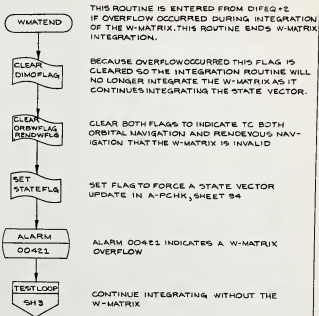 WMATEND
THIS ROUTINE IS ENTERED FROM DIFEQ+2
IF OVERFLOW OCCURRED DURING INTEGRATION
OF THE W-MATRIX. THIS ROUTINE ENDS W-MATRIX
INTEGRATION.
CLEAR
DIMOFLAG
BECAUSE OVERFLOW OCCURRED THIS FLAG IS
CLEARED SO THE INTEGRATION ROUTINE WILL
NO LONGER INTEGRATE THE W-MATRIX AS IT
CONTINUES INTEGRATING THE STATE VECTOR.
CLEAR
ORBWFLAG
RENDWFLG
CLEAR BOTH FLAGS TO INDICATE TC BOTH
ORBITAL NAVIGATION AND RENDEVOUS NAV-
IGATION THAT THE W-MATRIX IS INVALID
SET
STATEFLG
SET FLAG TO FORCE A STATE VECTOR
UPDATE IN A-PCHK, SHEET 34
ALARM
00421
ALARM 00421 INDICATES A W-MATRIX
OVERFLOW
TESTLOOP
SH3
CONTINUE INTEGRATING WITHOUT THE
W-MATRIX